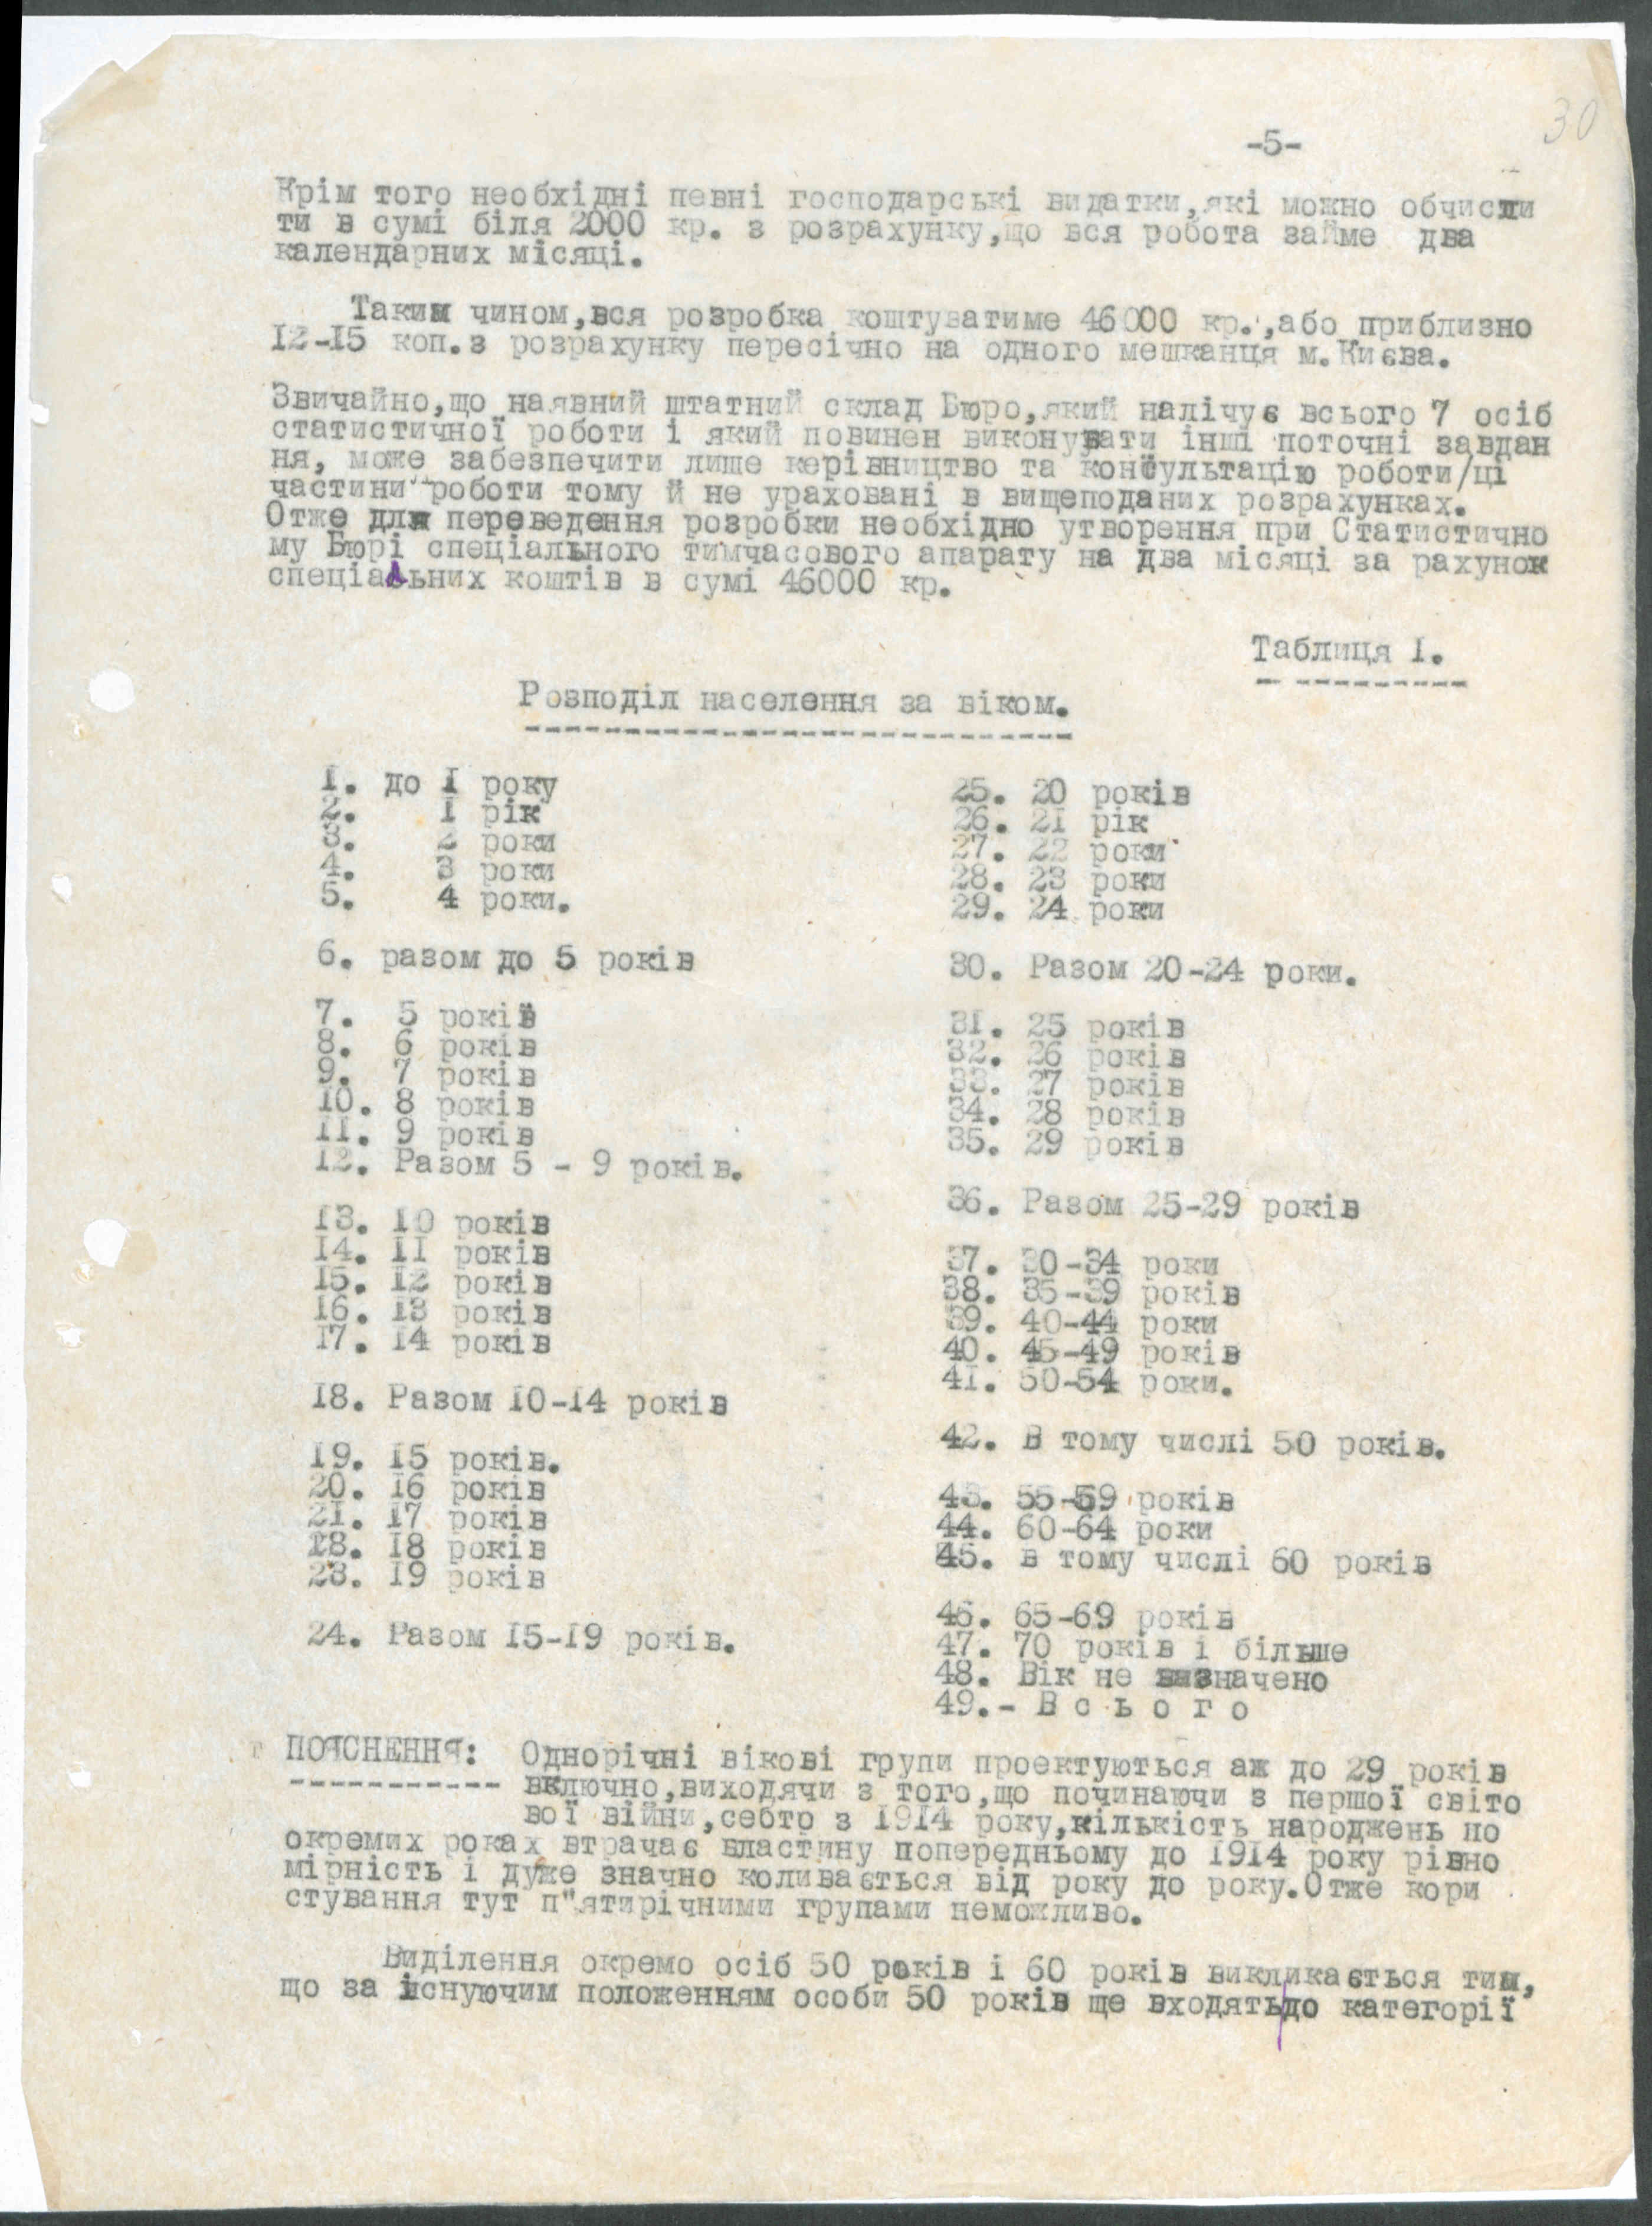 30
-5-
Крім того необхідні певні господарські видатки,які можно обчисли
ти в сумі біля 2000 кр. з розрахунку,що вся робота займе два
календарних місяці.
Таким чином,вся розробка коштуватиме 46000 кр.,або приблизно
12-15 коп.з розрахунку пересічно на одного мешканця м.Києва.
Звичайно,що наявний штатний склад Бюро,який налічує всього 7 осіб
статистичної роботи і який повинен виконувати інші поточні завдан
ня, може забезпечити лише керівництво та консультацію роботи/ці
частини роботи тому й не ураховані в вищеподаних розрахунках.
Отже для переведення розробки необхідно утворення при Статистично
му Бюрі спеціального тимчасового апарату на два місяці за рахунок
спеціальних коштів в сумі 46000 кр.
Таблиця I.
Розподіл населення за віком.
1. до I року
2. I рік
3. 2 роки
4. 3 роки
5. 4 роки.
6. разом до 5 років
7. 5 років
8. 6 років
9. 7 років
10. 8 років
11. 9 років
12. Разом 5 - 9 років.
13. 10 років
14. 11 років
15. 12 років
16. 13 років
17. 14 років
18. Разом 10-14 років
19. 15 років.
20. 16 років
21. 17 років
28. 18 років
23. 19 років
24. Разом 15-19 років.
25. 20 років
26. 21 рік
27. 22 роки
28. 23 роки
29. 24 роки
30. Разом 20-24 роки.
31. 25 років
32. 26 років
33. 27 років
34. 28 років
35. 29 років
36. Разом 25-29 років
37. 30-34 роки
38. 35-39 років
39. 40-44 роки
40. 45-49 років
41. 50-54 роки.
42. В тому числі 50 років.
43. 55-59 років
44. 60-64 роки
45. в тому числі 60 років
46. 65-69 років
47. 70 років і більше
48. Вік не визначено
49.- В с ь о г о
ПОЯСНЕННЯ: Однорічні вікові групи проектуються аж до 29 років
включно,виходячи з того,що починаючи з першої світо
вої війни,себто з 1914 року,кількість народжень по
окремих роках втрачає властину попередньому до 1914 року рівно
мірність і дуже значно коливається від року до року.Отже кори
стування тут п"ятирічними групами неможливо.
Виділення окремо осіб 50 років і 60 років викликається тим,
що за існуючим положенням особи 50 років ще входять до категорії